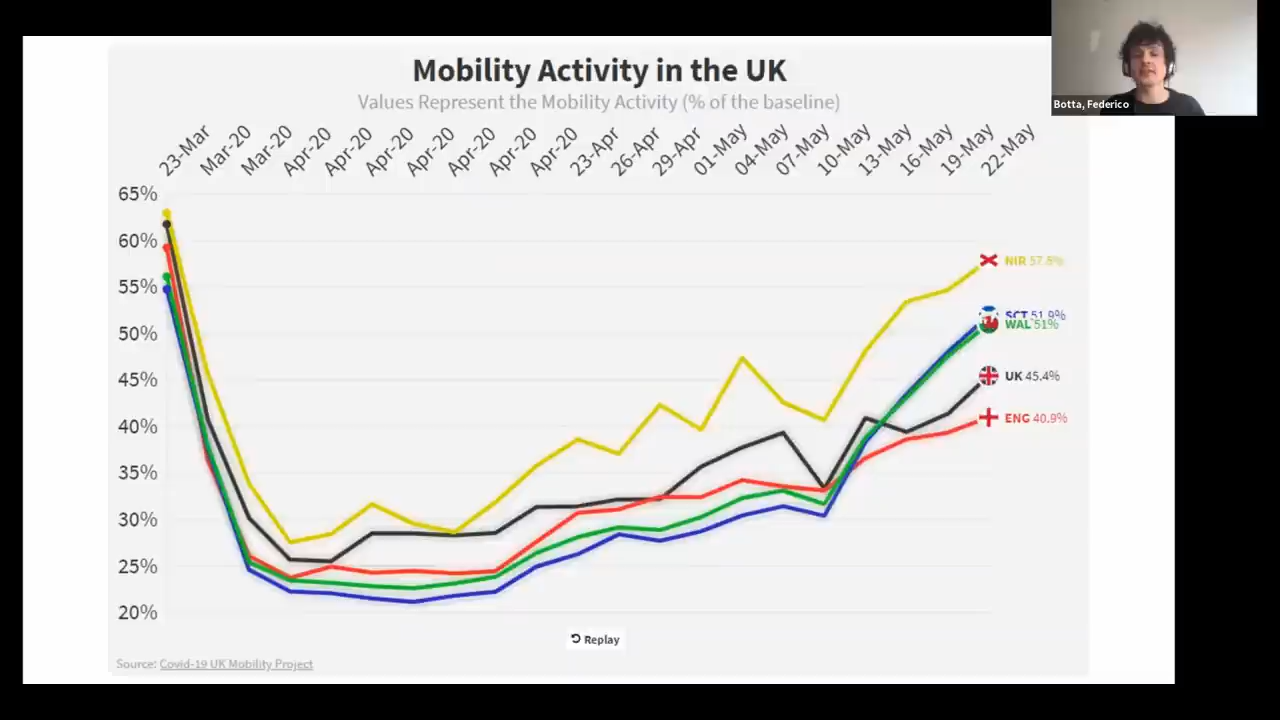 Mobility Activity in the UK
Values Represent the Mobility Activity (% of the baseline)
Botta, Federico
23-Mar
Mar-20
Mar-20
Apr-20
Apr-20
Apr-20
Apr-20
Apr-20
Apr-20
Apr-20
23-Apr
26-Apr
29-Apr
01-May
04-May
07-May
10-May
13-May
16-May
19-May
22-May
65%
60%
55%
50%
45%
40%
35%
30%
25%
20%
NIR 57.8%
SCT 51.9%
WAL 51%
UK 45.4%
ENG 40.9%
Replay
Source: Covid-19 UK Mobility Project